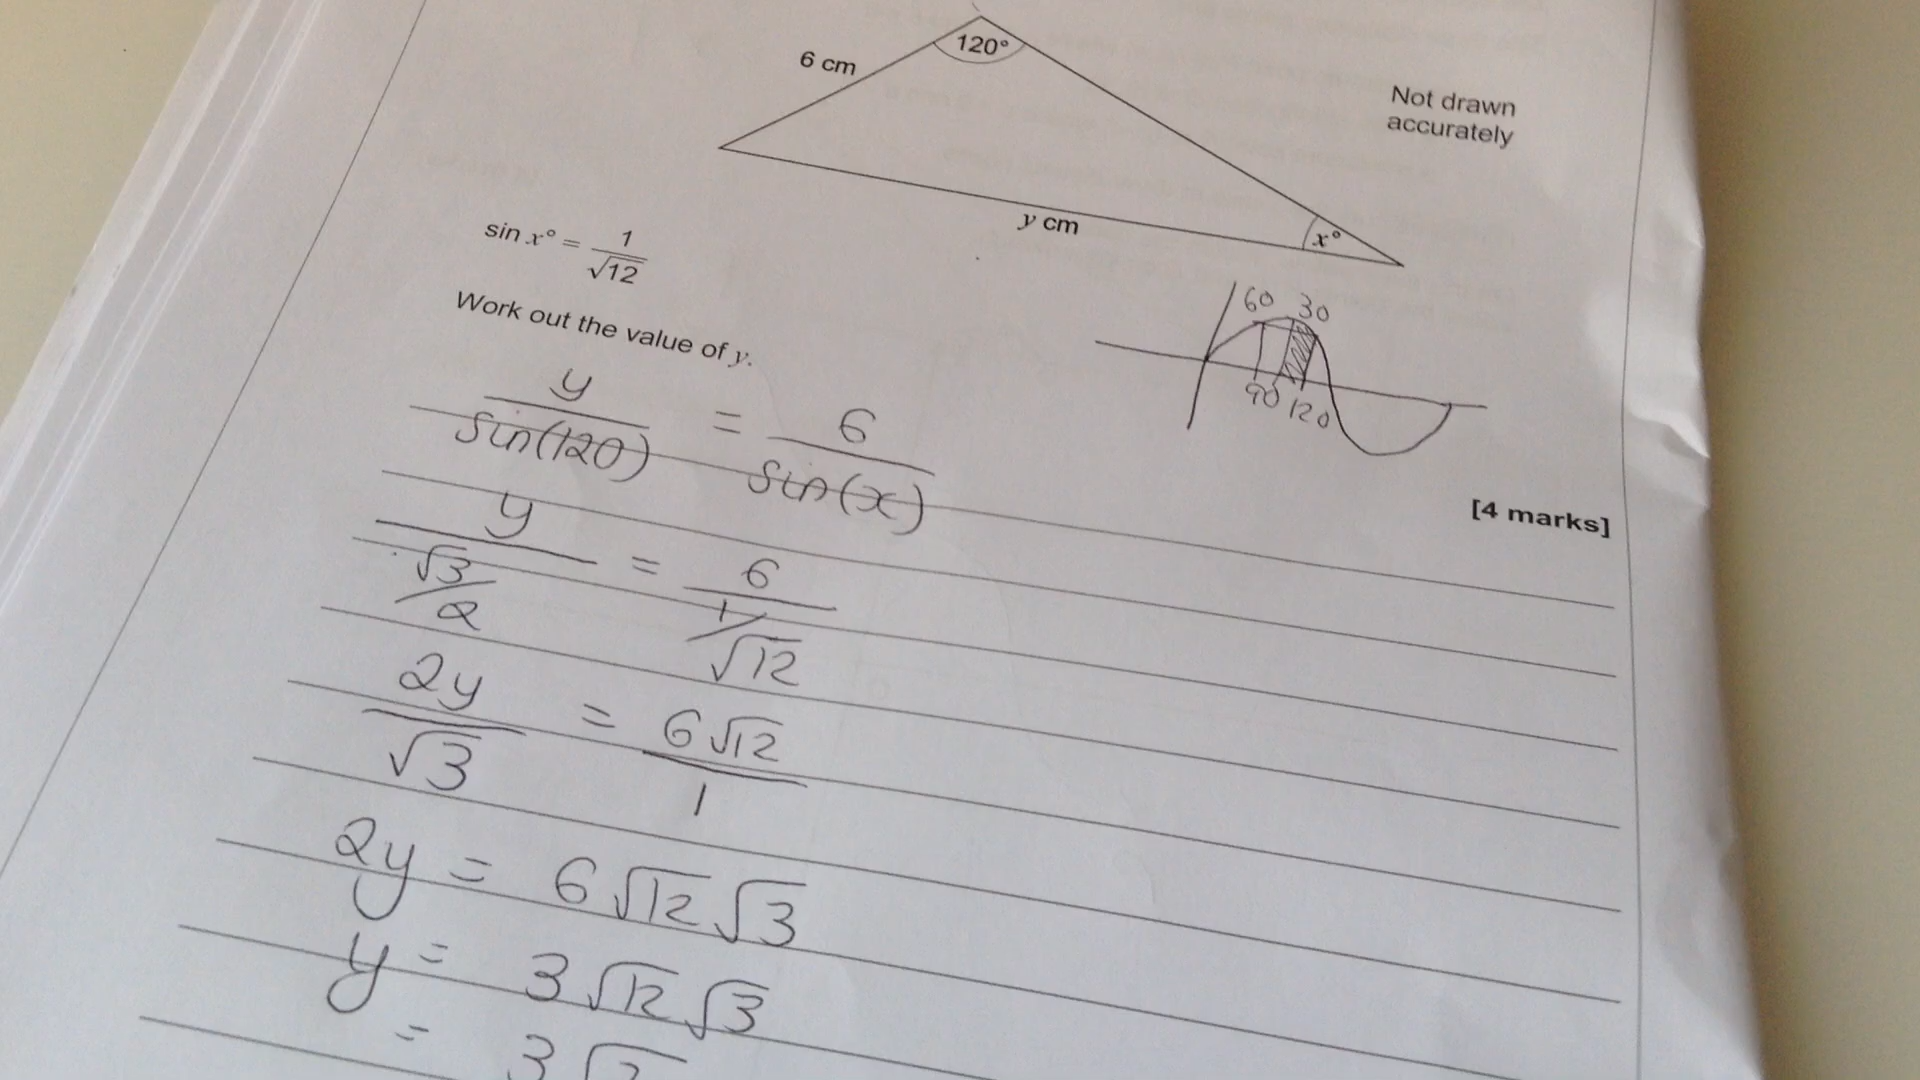 120°
6 cm
Not drawn
accurately
y cm
x°
sin x° = 1/√12
Work out the value of y.
60 30
90 120
y/sin(120) = 6/sin(x)
[4 marks]
y/(√3/2) = 6/(1/√12)
2y/√3 = 6√12/1
2y = 6√12√3
y = 3√12√3
= 3√